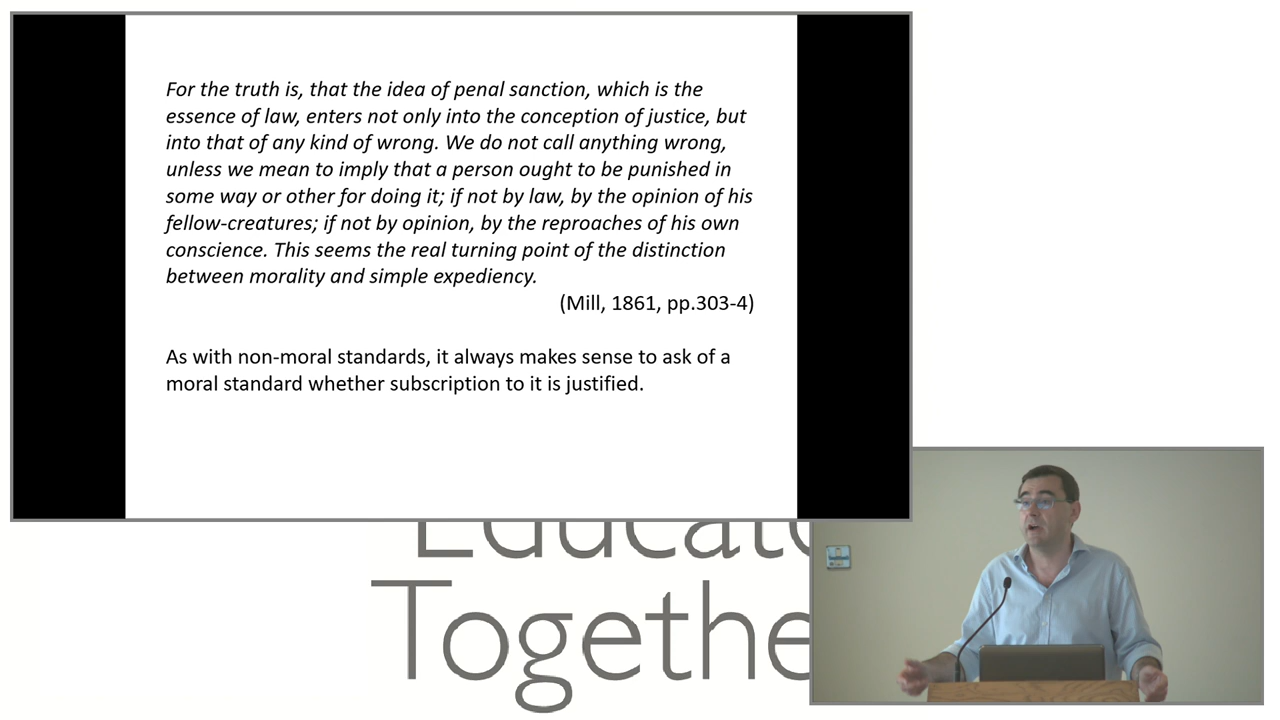 For the truth is, that the idea of penal sanction, which is the
essence of law, enters not only into the conception of justice, but
into that of any kind of wrong. We do not call anything wrong,
unless we mean to imply that a person ought to be punished in
some way or other for doing it; if not by law, by the opinion of his
fellow-creatures; if not by opinion, by the reproaches of his own
conscience. This seems the real turning point of the distinction
between morality and simple expediency.
(Mill, 1861, pp.303-4)
As with non-moral standards, it always makes sense to ask of a
moral standard whether subscription to it is justified.
Educat
Togethe